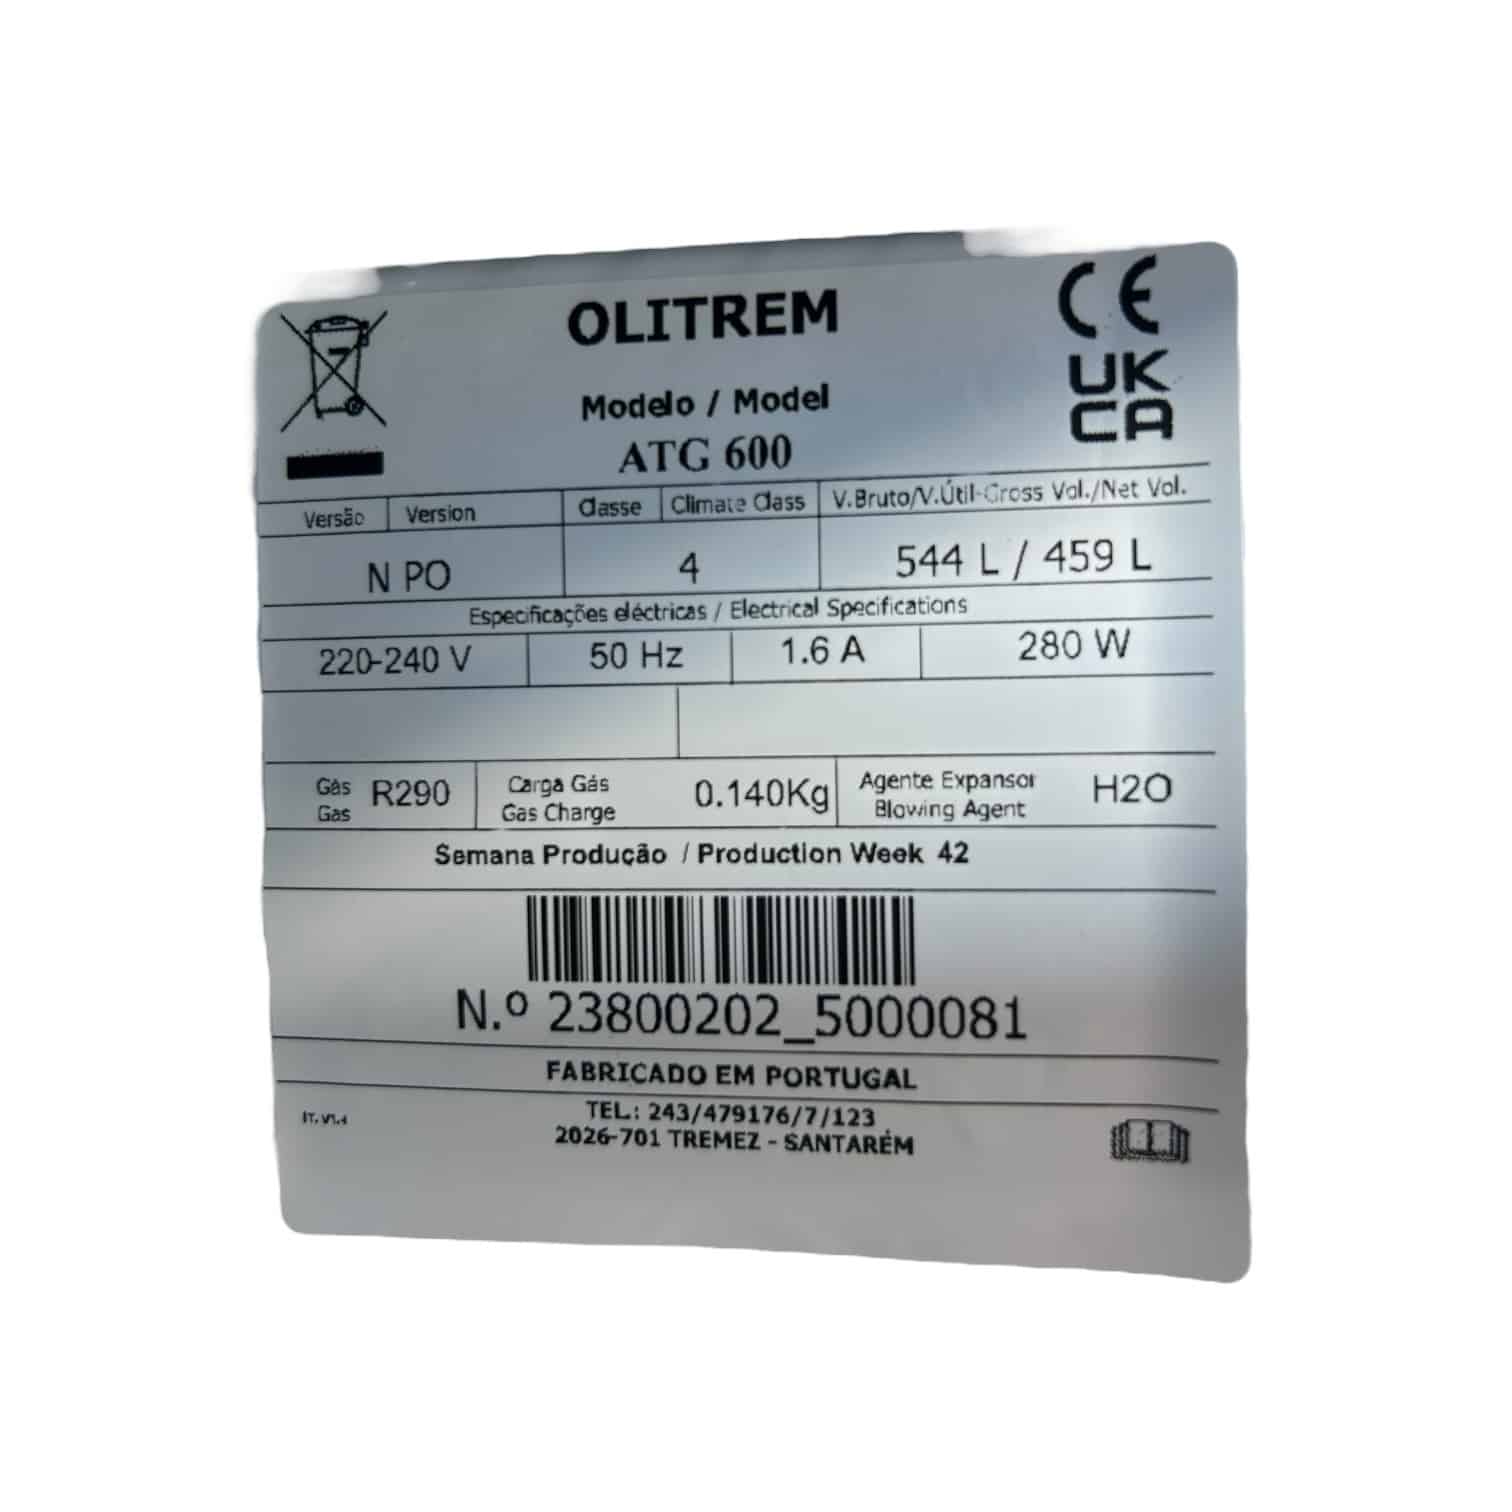 OLITREM
CE
UK
CA
Modelo / Model
ATG 600
Versão Version Classe Climate Class V.Bruto/V.Útil-Gross Vol./Net Vol.
N PO 4 544 L / 459 L
Especificações eléctricas / Electrical Specifications
220-240 V 50 Hz 1.6 A 280 W
Gás R290 Carga Gás 0.140Kg Agente Expansor H2O
Gas Gas Charge Blowing Agent
Semana Produção / Production Week 42
N.º 23800202_5000081
FABRICADO EM PORTUGAL
TEL.: 243/479176/7/123
2026-701 TREMEZ - SANTARÉM